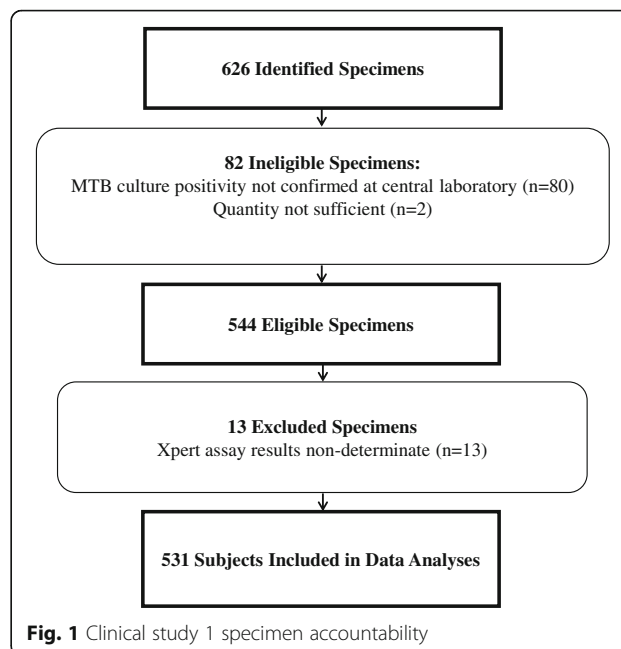 626 Identified Specimens
82 Ineligible Specimens:
MTB culture positivity not confirmed at central laboratory (n=80)
Quantity not sufficient (n=2)
544 Eligible Specimens
13 Excluded Specimens
Xpert assay results non-determinate (n=13)
531 Subjects Included in Data Analyses
Fig. 1 Clinical study 1 specimen accountability